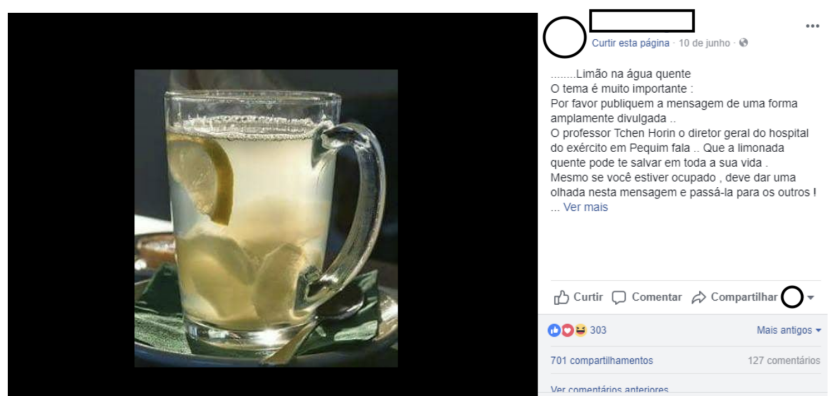 Curtir esta página · 10 de junho ·
........Limão na água quente
O tema é muito importante :
Por favor publiquem a mensagem de uma forma
amplamente divulgada ..
O professor Tchen Horin o diretor geral do hospital
do exército em Pequim fala .. Que a limonada
quente pode te salvar em toda a sua vida .
Mesmo se você estiver ocupado , deve dar uma
olhada nesta mensagem e passá-la para os outros !
... Ver mais
Curtir Comentar Compartilhar
303 Mais antigos
701 compartilhamentos 127 comentários
Ver comentários anteriores